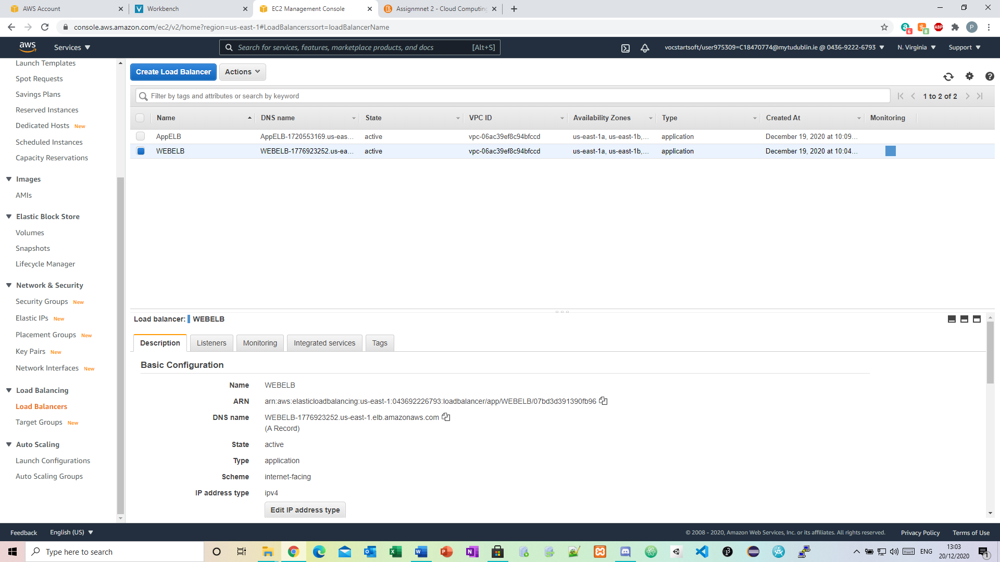 AWS Account
Workbench
EC2 Management Console
Assignmnet 2 - Cloud Computing
console.aws.amazon.com/ec2/v2/home?region=us-east-1#LoadBalancers:sort=loadBalancerName
6
8
ABP
P
aws
Services
Search for services, features, marketplace products, and docs [Alt+S]
vocstartsoft/user975309=C18470774@mytudublin.ie @ 0436-9222-6793
N. Virginia
Support
Launch Templates
Spot Requests
Savings Plans
Reserved Instances
Dedicated Hosts New
Scheduled Instances
Capacity Reservations
Images
AMIs
Elastic Block Store
Volumes
Snapshots
Lifecycle Manager
Network & Security
Security Groups New
Elastic IPs New
Placement Groups New
Key Pairs New
Network Interfaces New
Load Balancing
Load Balancers
Target Groups New
Auto Scaling
Launch Configurations
Auto Scaling Groups
Create Load Balancer
Actions
Filter by tags and attributes or search by keyword
1 to 2 of 2
Name DNS name State VPC ID Availability Zones Type Created At Monitoring
AppELB AppELB-1720553169.us-eas... active vpc-06ac39ef8c94bfccd us-east-1a, us-east-1b,... application December 19, 2020 at 10:09...
WEBELB WEBELB-1776923252.us-ea... active vpc-06ac39ef8c94bfccd us-east-1a, us-east-1b,... application December 19, 2020 at 10:04...
Load balancer: WEBELB
Description Listeners Monitoring Integrated services Tags
Basic Configuration
Name WEBELB
ARN arn:aws:elasticloadbalancing:us-east-1:043692226793:loadbalancer/app/WEBELB/07bd3d391390fb96
DNS name WEBELB-1776923252.us-east-1.elb.amazonaws.com
(A Record)
State active
Type application
Scheme internet-facing
IP address type ipv4
Edit IP address type
Feedback
English (US)
© 2008 - 2020, Amazon Web Services, Inc. or its affiliates. All rights reserved.
Privacy Policy
Terms of Use
Type here to search
ENG
13:03
20/12/2020
1